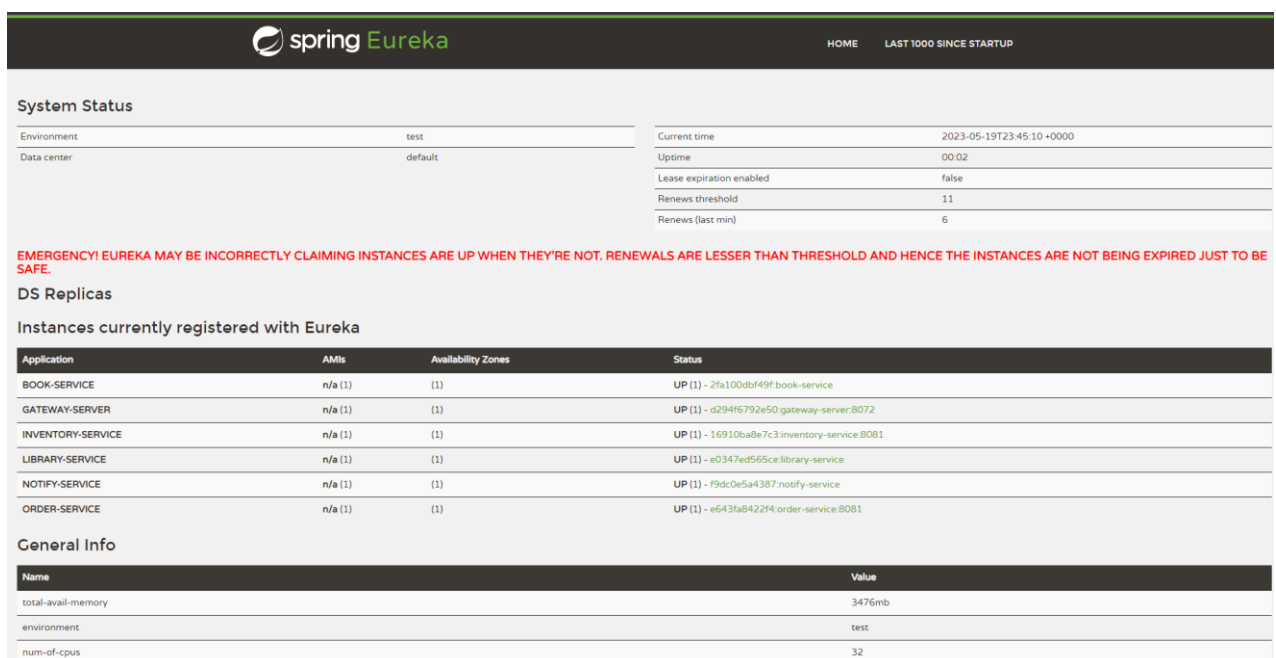 spring Eureka
HOME LAST 1000 SINCE STARTUP
System Status
Environment test
Data center default
Current time 2023-05-19T23:45:10 +0000
Uptime 00:02
Lease expiration enabled false
Renews threshold 11
Renews (last min) 6
EMERGENCY! EUREKA MAY BE INCORRECTLY CLAIMING INSTANCES ARE UP WHEN THEY'RE NOT. RENEWALS ARE LESSER THAN THRESHOLD AND HENCE THE INSTANCES ARE NOT BEING EXPIRED JUST TO BE
SAFE.
DS Replicas
Instances currently registered with Eureka
Application AMIs Availability Zones Status
BOOK-SERVICE n/a (1) (1) UP (1) - 2fa100dbf49f:book-service
GATEWAY-SERVER n/a (1) (1) UP (1) - d294f6792e50:gateway-server:8072
INVENTORY-SERVICE n/a (1) (1) UP (1) - 16910ba8e7c3:inventory-service:8081
LIBRARY-SERVICE n/a (1) (1) UP (1) - e0347ed565ce:library-service
NOTIFY-SERVICE n/a (1) (1) UP (1) - f9dc0e5a4387:notify-service
ORDER-SERVICE n/a (1) (1) UP (1) - e643fa8422f4:order-service:8081
General Info
Name Value
total-avail-memory 3476mb
environment test
num-of-cpus 32